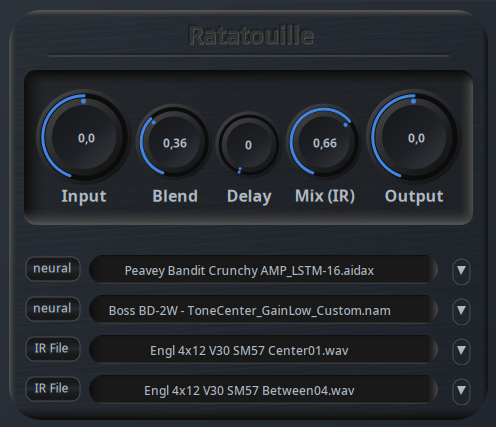 Ratatouille
0,0
0,36
0
0,66
0,0
Input
Blend
Delay
Mix (IR)
Output
neural
Peavey Bandit Crunchy AMP_LSTM-16.aidax
neural
Boss BD-2W - ToneCenter_GainLow_Custom.nam
IR File
Engl 4x12 V30 SM57 Center01.wav
IR File
Engl 4x12 V30 SM57 Between04.wav